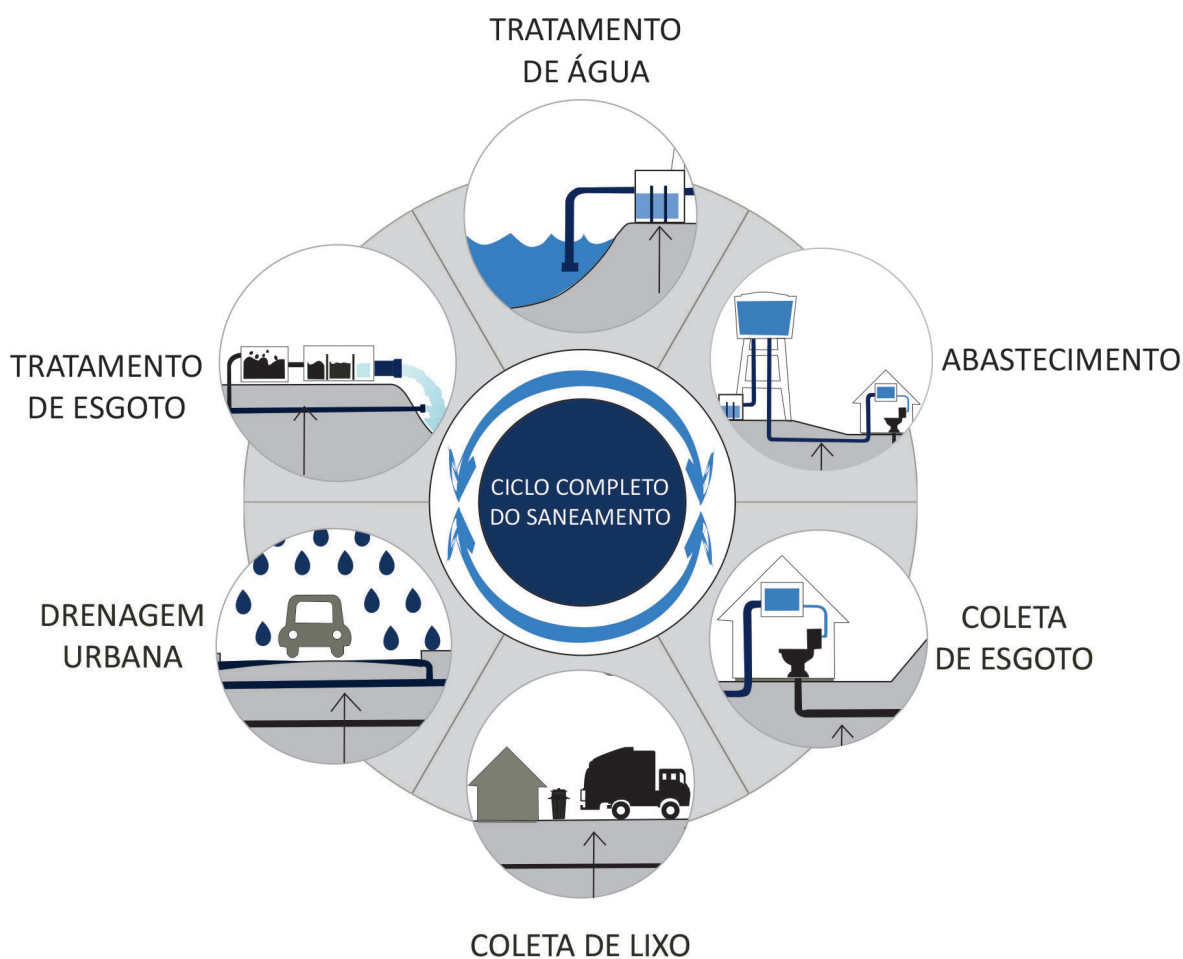 TRATAMENTO
DE ÁGUA
ABASTECIMENTO
COLETA
DE ESGOTO
COLETA DE LIXO
DRENAGEM
URBANA
TRATAMENTO
DE ESGOTO
CICLO COMPLETO
DO SANEAMENTO